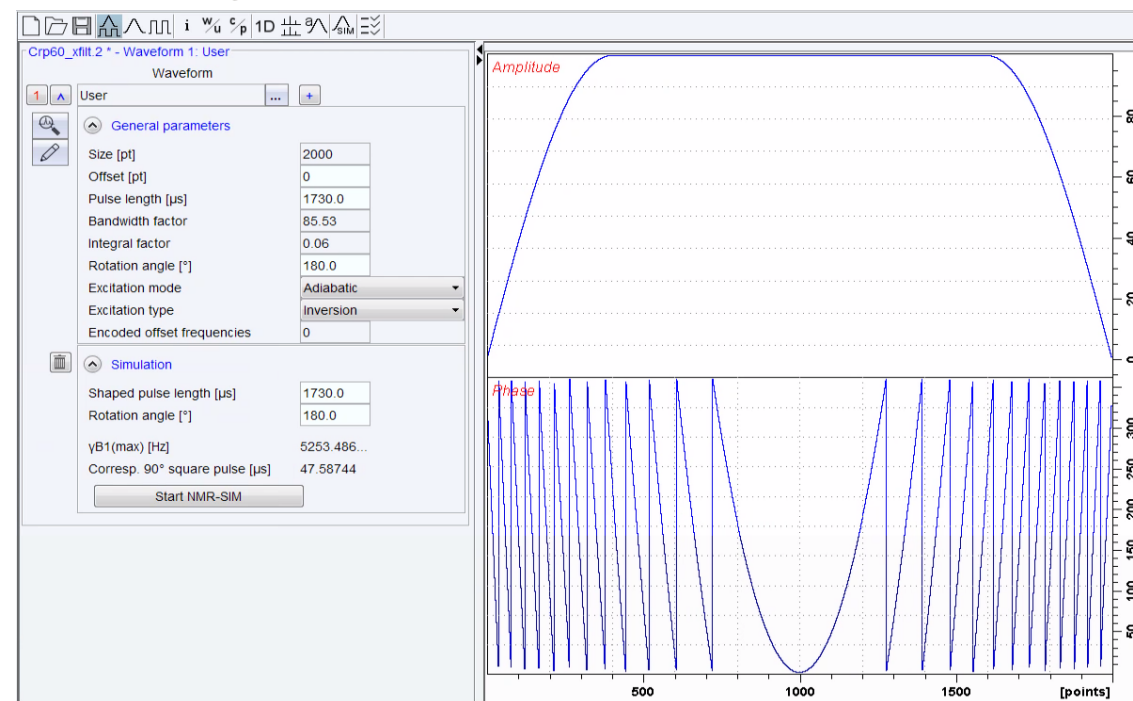 i W/u c/p 1D a SIM
Crp60_xfilt.2 * - Waveform 1: User
Waveform
1 User ... +
General parameters
Size [pt] 2000
Offset [pt] 0
Pulse length [µs] 1730.0
Bandwidth factor 85.53
Integral factor 0.06
Rotation angle [°] 180.0
Excitation mode Adiabatic
Excitation type Inversion
Encoded offset frequencies 0
Simulation
Shaped pulse length [µs] 1730.0
Rotation angle [°] 180.0
γB1(max) [Hz] 5253.486...
Corresp. 90° square pulse [µs] 47.58744
Start NMR-SIM
Amplitude
80
60
40
20
0
Phase
300
250
200
150
100
50
500 1000 1500 [points]